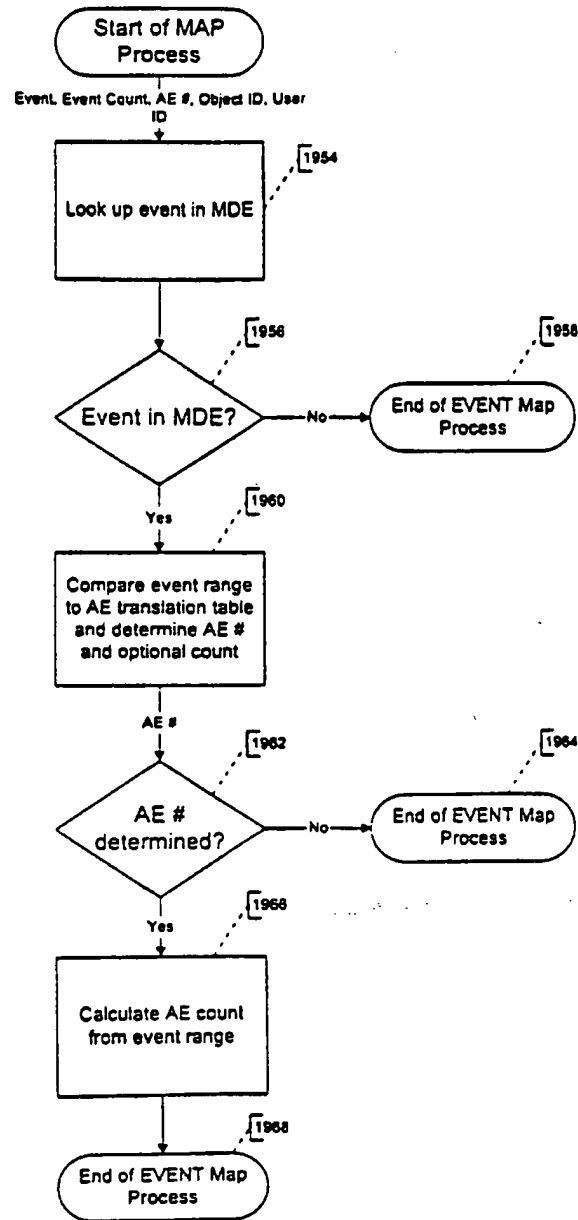 Start of MAP
Process
Event, Event Count, AE #, Object ID, User
ID
1954
Look up event in MDE
1956
1958
Event in MDE?
No
End of EVENT Map
Process
Yes
1960
Compare event range
to AE translation table
and determine AE #
and optional count
AE #
1962
1964
AE #
determined?
No
End of EVENT Map
Process
Yes
1966
Calculate AE count
from event range
1968
End of EVENT Map
Process